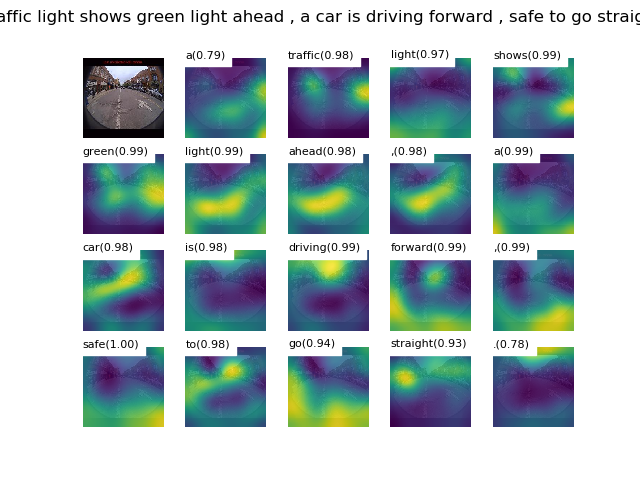 affic light shows green light ahead , a car is driving forward , safe to go straig
a(0.79) traffic(0.98) light(0.97) shows(0.99)
green(0.99) light(0.99) ahead(0.98) ,(0.98) a(0.99)
car(0.98) is(0.98) driving(0.99) forward(0.99) ,(0.99)
safe(1.00) to(0.98) go(0.94) straight(0.93) .(0.78)